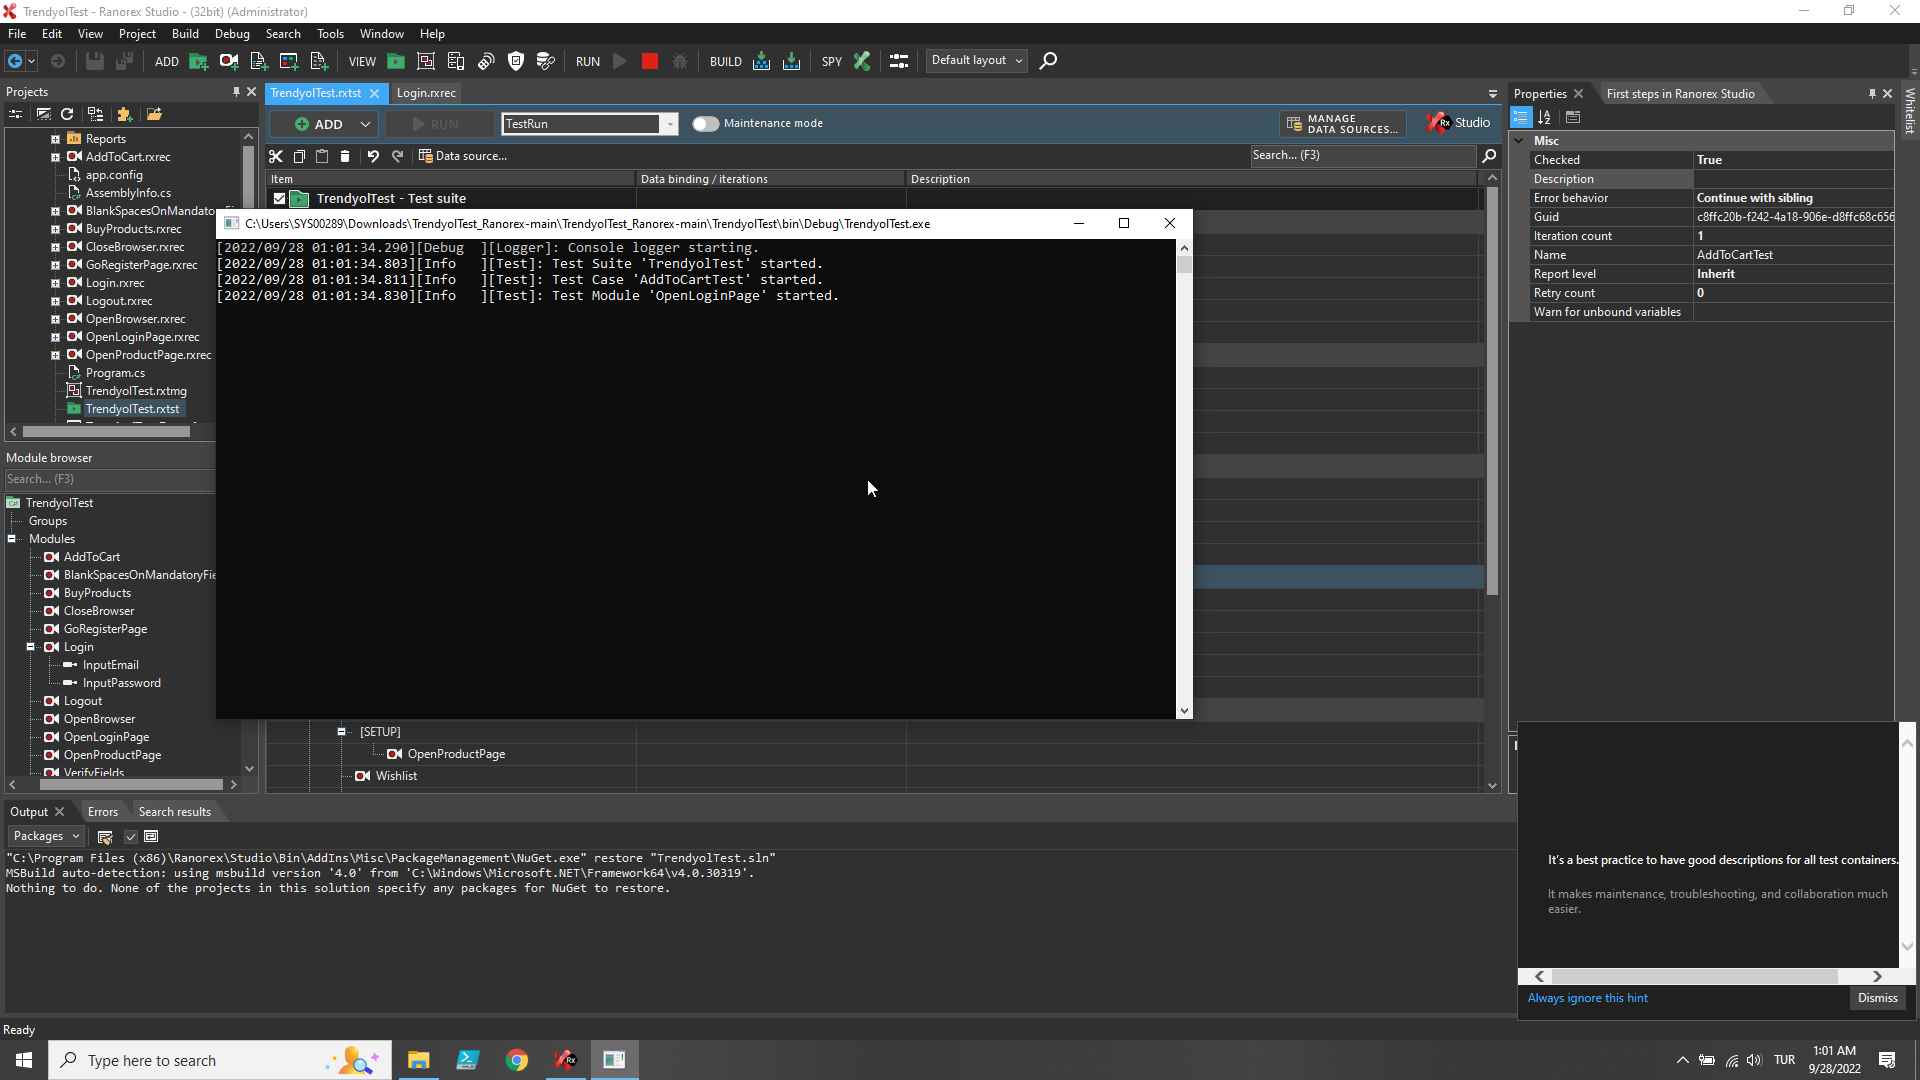 TrendyolTest - Ranorex Studio - (32bit) (Administrator)
File Edit View Project Build Debug Search Tools Window Help
ADD VIEW RUN BUILD SPY Default layout
Projects
Reports
AddToCart.rxrec
app.config
AssemblyInfo.cs
BlankSpacesOnMandato
BuyProducts.rxrec
CloseBrowser.rxrec
GoRegisterPage.rxrec
Login.rxrec
Logout.rxrec
OpenBrowser.rxrec
OpenLoginPage.rxrec
OpenProductPage.rxrec
Program.cs
TrendyolTest.rxtmg
TrendyolTest.rxtst
Module browser
Search... (F3)
TrendyolTest
Groups
Modules
AddToCart
BlankSpacesOnMandatoryFie
BuyProducts
CloseBrowser
GoRegisterPage
Login
InputEmail
InputPassword
Logout
OpenBrowser
OpenLoginPage
OpenProductPage
VerifyFields
TrendyolTest.rxtst Login.rxrec
ADD RUN TestRun Maintenance mode MANAGE DATA SOURCES... Rx Studio
Data source... Search... (F3)
Item Data binding / iterations Description
TrendyolTest - Test suite
C:\Users\SYS00289\Downloads\TrendyolTest_Ranorex-main\TrendyolTest_Ranorex-main\TrendyolTest\bin\Debug\TrendyolTest.exe
[2022/09/28 01:01:34.290][Debug  ][Logger]: Console logger starting.
[2022/09/28 01:01:34.803][Info   ][Test]: Test Suite 'TrendyolTest' started.
[2022/09/28 01:01:34.811][Info   ][Test]: Test Case 'AddToCartTest' started.
[2022/09/28 01:01:34.830][Info   ][Test]: Test Module 'OpenLoginPage' started.
[SETUP]
OpenProductPage
Wishlist
Properties First steps in Ranorex Studio
Whitelist
Misc
Checked True
Description
Error behavior Continue with sibling
Guid c8ffc20b-f242-4a18-906e-d8ffc68c656
Iteration count 1
Name AddToCartTest
Report level Inherit
Retry count 0
Warn for unbound variables
It's a best practice to have good descriptions for all test containers.
It makes maintenance, troubleshooting, and collaboration much
easier.
Always ignore this hint Dismiss
Output Errors Search results
Packages
"C:\Program Files (x86)\Ranorex\Studio\Bin\AddIns\Misc\PackageManagement\NuGet.exe" restore "TrendyolTest.sln"
MSBuild auto-detection: using msbuild version '4.0' from 'C:\Windows\Microsoft.NET\Framework64\v4.0.30319'.
Nothing to do. None of the projects in this solution specify any packages for NuGet to restore.
Ready
Type here to search
TUR
1:01 AM
9/28/2022